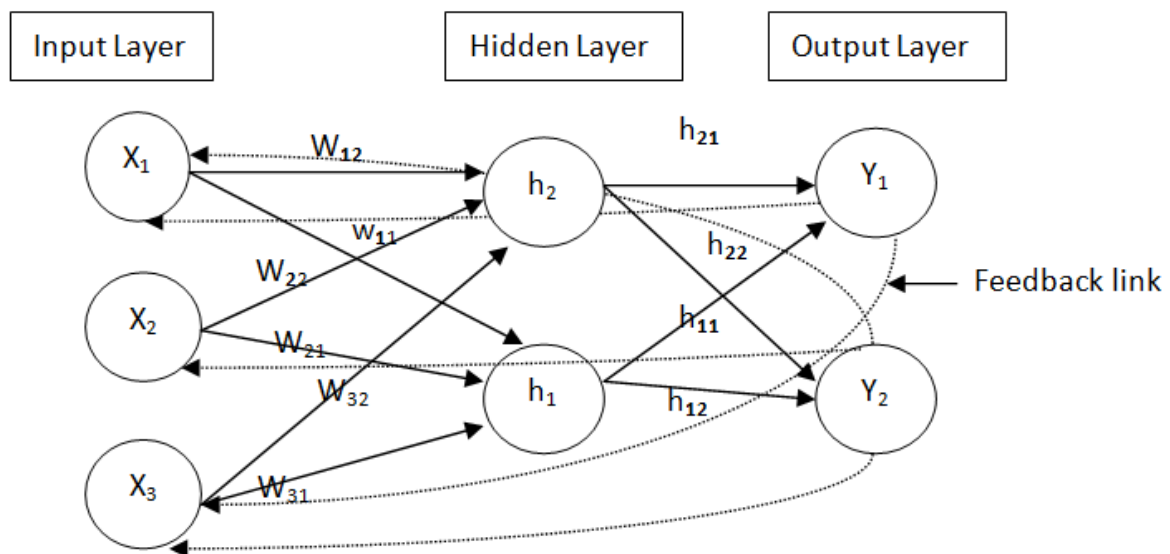 Input Layer
Hidden Layer
Output Layer
X₁
W₁₂
h₂
h₂₁
Y₁
w₁₁
h₂₂
W₂₂
Feedback link
X₂
W₂₁
h₁₁
W₃₂
h₁
h₁₂
Y₂
X₃
W₃₁